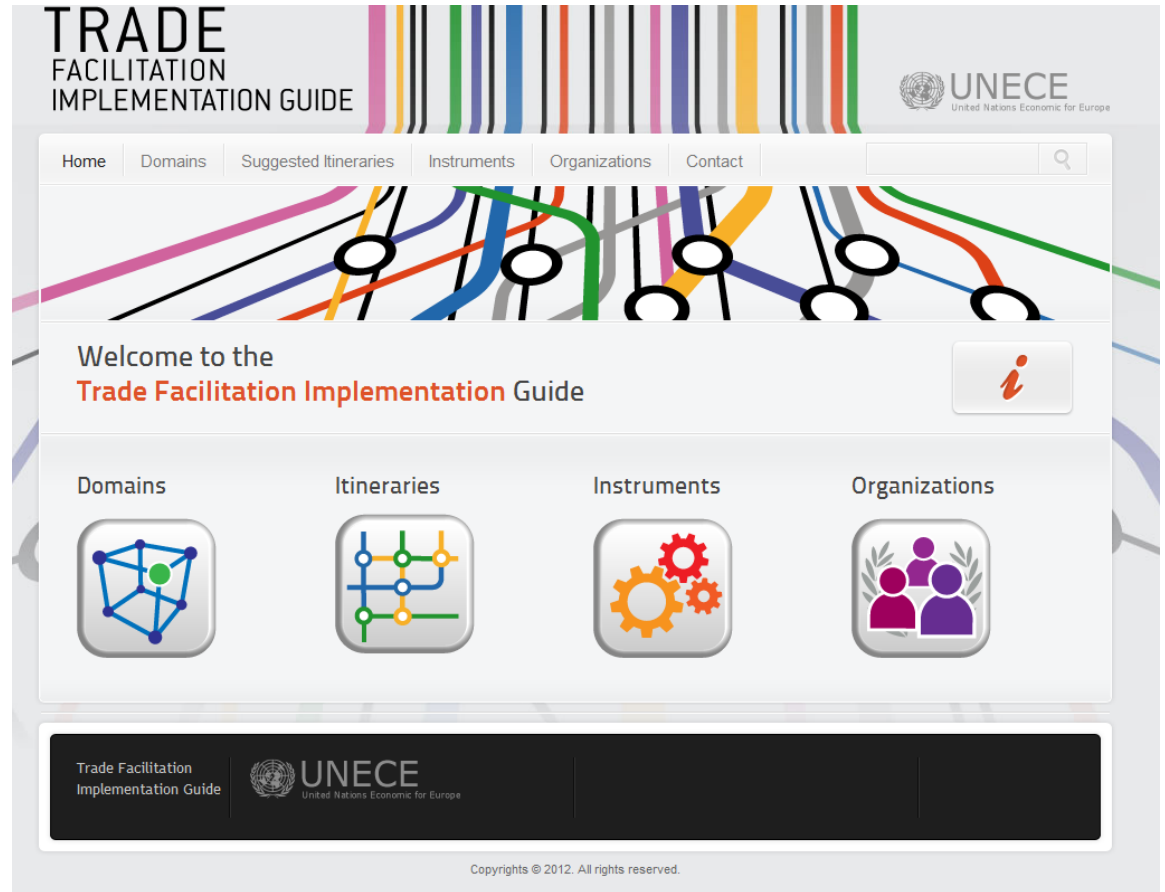 TRADE
FACILITATION
IMPLEMENTATION GUIDE
UNECE
United Nations Economic for Europe
Home Domains Suggested Itineraries Instruments Organizations Contact
Welcome to the
Trade Facilitation Implementation Guide
i
Domains Itineraries Instruments Organizations
Trade Facilitation
Implementation Guide
UNECE
United Nations Economic for Europe
Copyrights © 2012. All rights reserved.